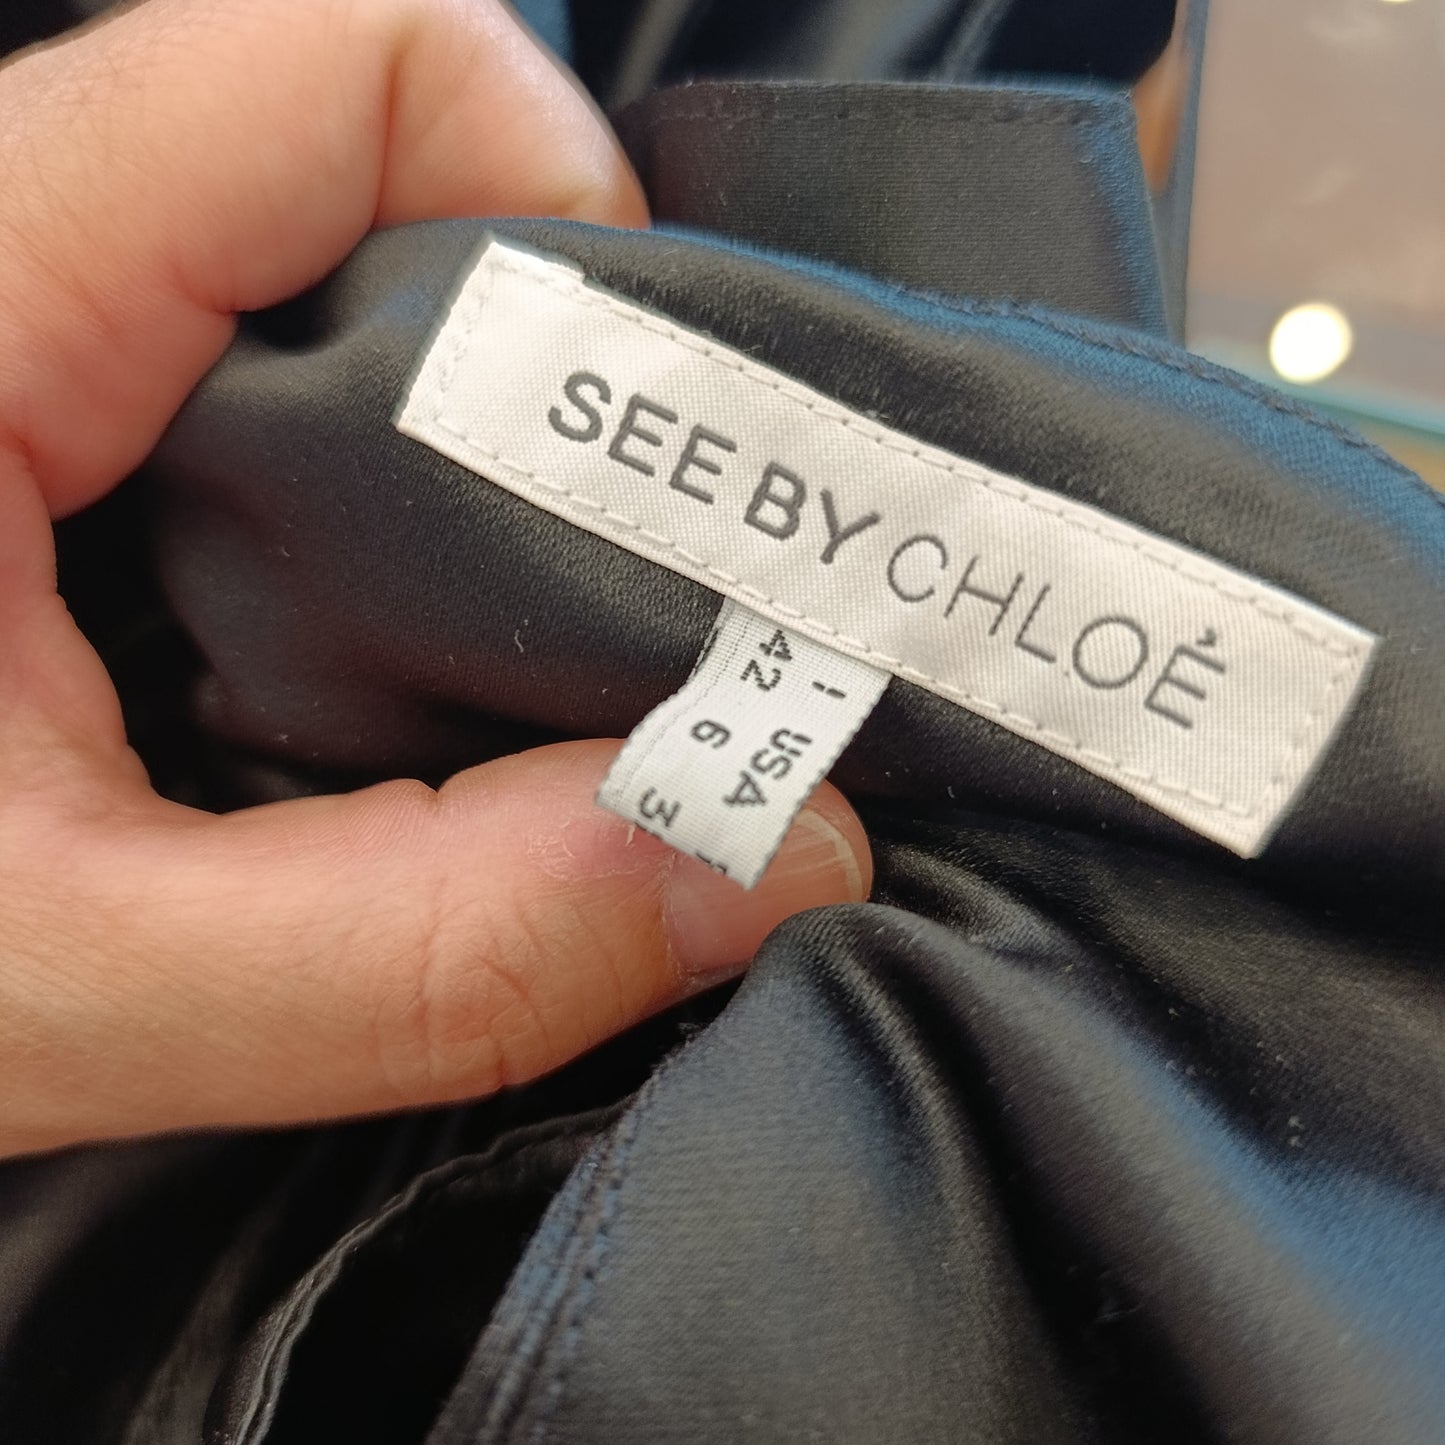 SEE BY CHLOÉ
I 42
USA 6